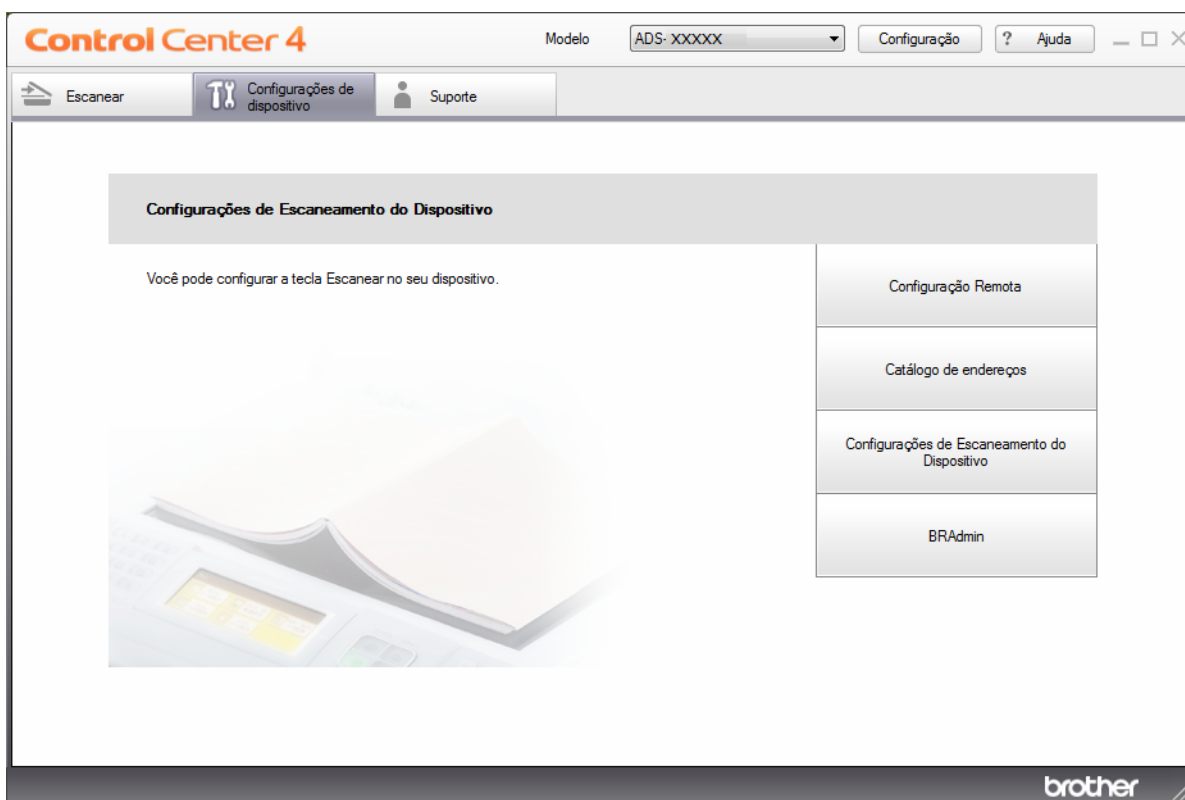 Control Center 4
Modelo
ADS- XXXXX
Configuração
? Ajuda
Escanear
Configurações de
dispositivo
Suporte
Configurações de Escaneamento do Dispositivo
Você pode configurar a tecla Escanear no seu dispositivo.
Configuração Remota
Catálogo de endereços
Configurações de Escaneamento do
Dispositivo
BRAdmin
brother